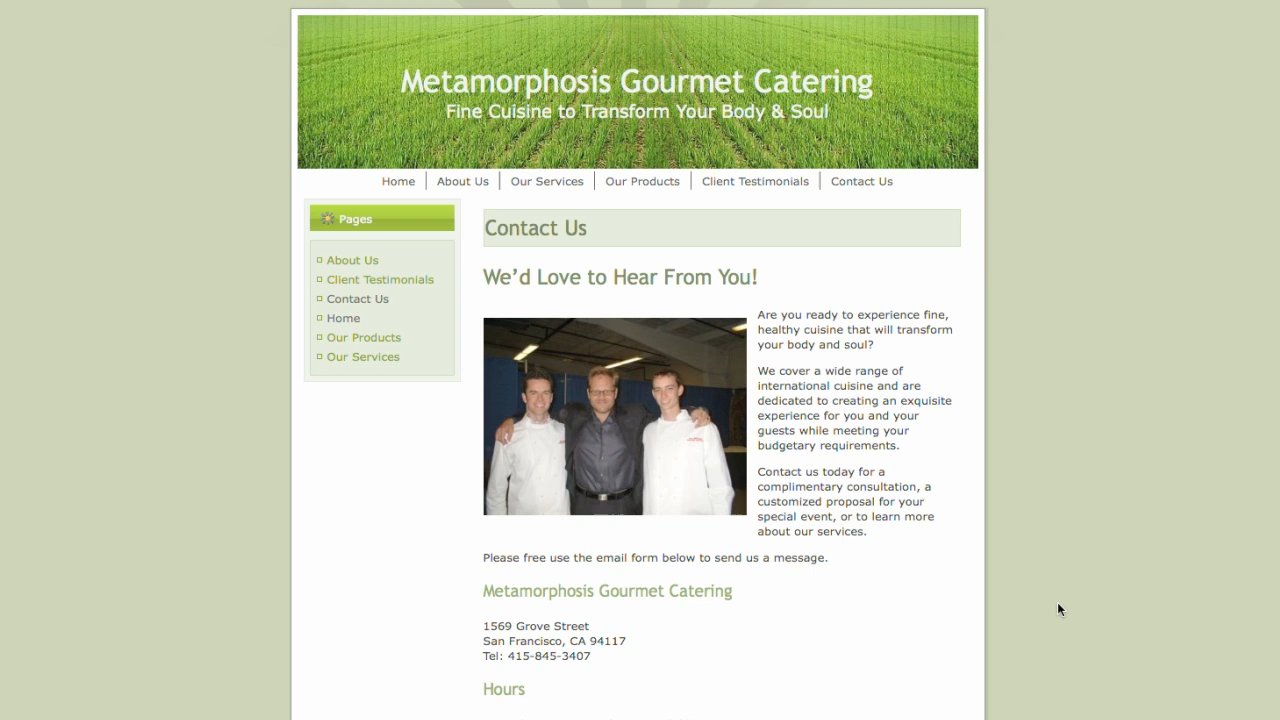 Metamorphosis Gourmet Catering
Fine Cuisine to Transform Your Body & Soul
Home
About Us
Our Services
Our Products
Client Testimonials
Contact Us
Pages
About Us
Client Testimonials
Contact Us
Home
Our Products
Our Services
Contact Us
We’d Love to Hear From You!
Are you ready to experience fine,
healthy cuisine that will transform
your body and soul?
We cover a wide range of
international cuisine and are
dedicated to creating an exquisite
experience for you and your
guests while meeting your
budgetary requirements.
Contact us today for a
complimentary consultation, a
customized proposal for your
special event, or to learn more
about our services.
Please free use the email form below to send us a message.
Metamorphosis Gourmet Catering
1569 Grove Street
San Francisco, CA 94117
Tel: 415-845-3407
Hours